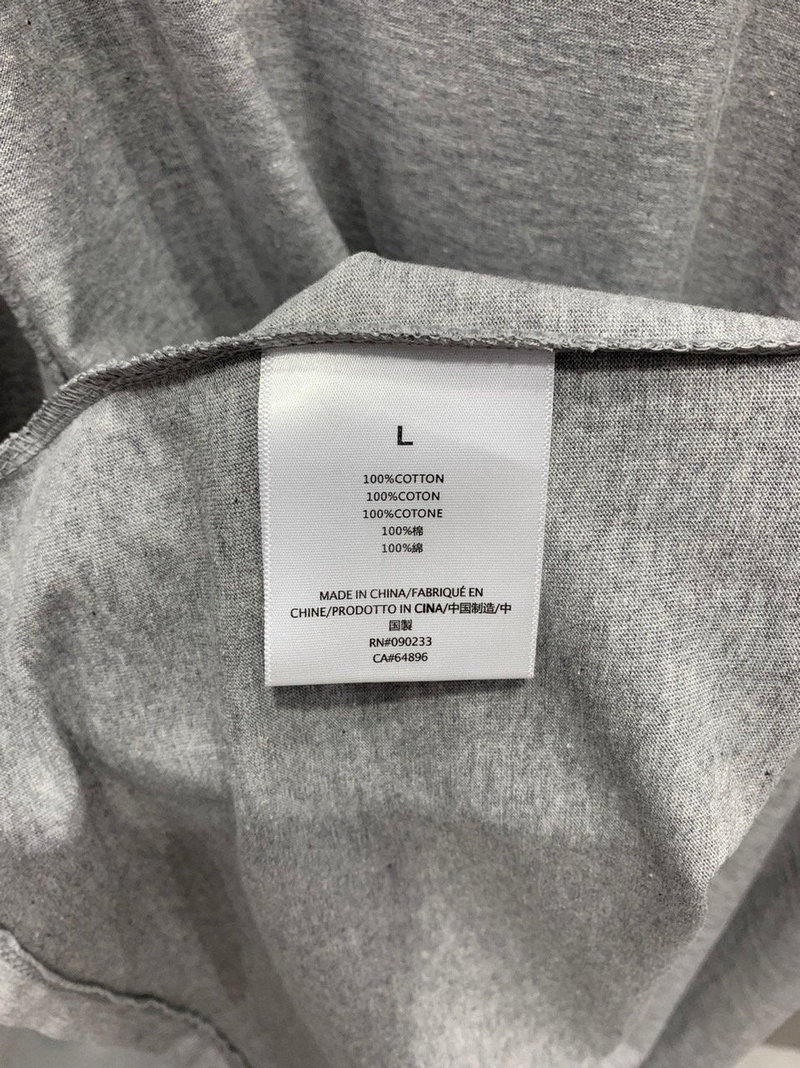 L
100%COTTON
100%COTON
100%COTONE
100%棉
100%綿
MADE IN CHINA/FABRIQUÉ EN
CHINE/PRODOTTO IN CINA/中国制造/中
国製
RN#090233
CA#64896